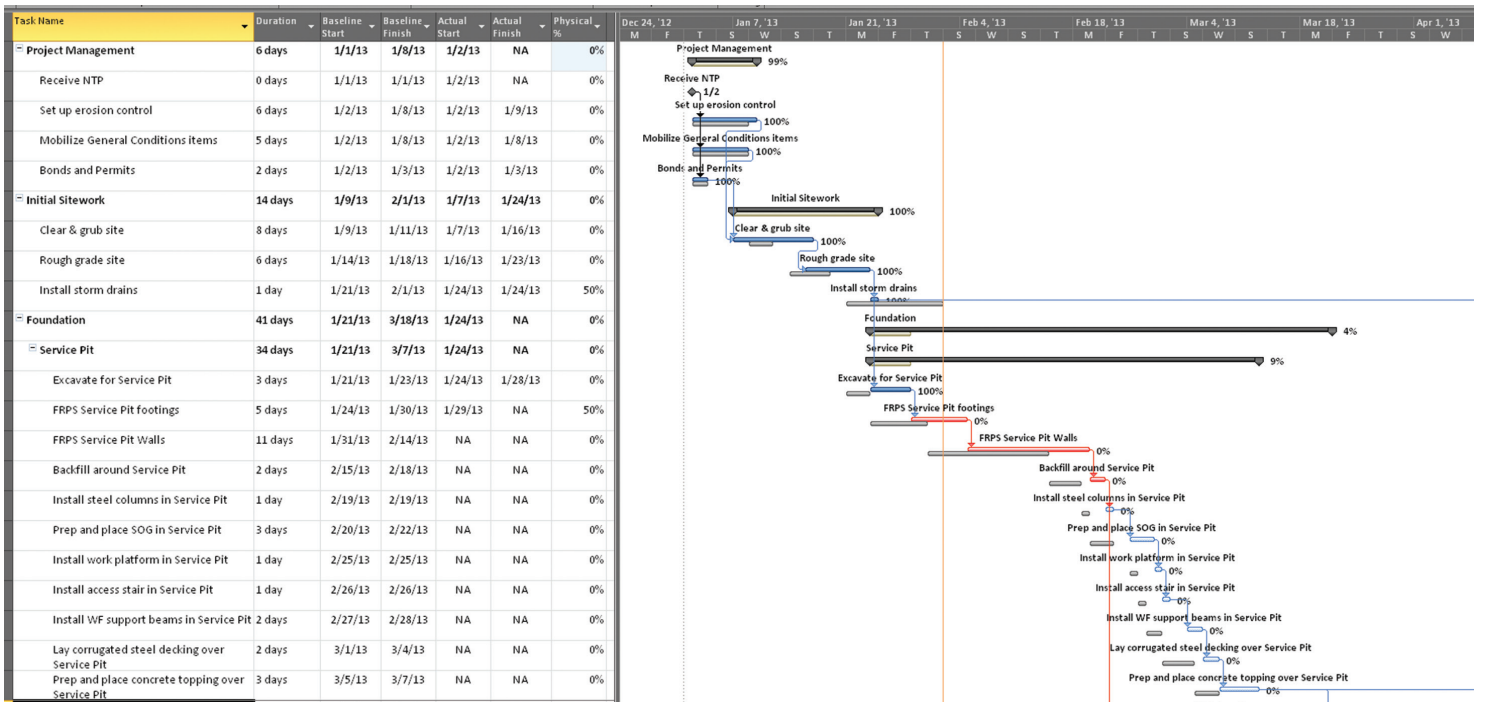 Task Name Duration Baseline Start Baseline Finish Actual Start Actual Finish Physical % Dec 24, '12 Jan 7, '13 Jan 21, '13 Feb 4, '13 Feb 18, '13 Mar 4, '13 Mar 18, '13 Apr 1, '13
M F T S W S T M F T S W S T M F T S W S T M F T S W
Project Management 6 days 1/1/13 1/8/13 1/2/13 NA 0% Project Management 99%
Receive NTP 0 days 1/1/13 1/1/13 1/2/13 NA 0% Receive NTP 1/2
Set up erosion control 6 days 1/2/13 1/8/13 1/2/13 1/9/13 0% Set up erosion control 100%
Mobilize General Conditions items 5 days 1/2/13 1/8/13 1/2/13 1/8/13 0% Mobilize General Conditions items 100%
Bonds and Permits 2 days 1/2/13 1/3/13 1/2/13 1/3/13 0% Bonds and Permits 100%
Initial Sitework 14 days 1/9/13 2/1/13 1/7/13 1/24/13 0% Initial Sitework 100%
Clear & grub site 8 days 1/9/13 1/11/13 1/7/13 1/16/13 0% Clear & grub site 100%
Rough grade site 6 days 1/14/13 1/18/13 1/16/13 1/23/13 0% Rough grade site 100%
Install storm drains 1 day 1/21/13 2/1/13 1/24/13 1/24/13 50% Install storm drains 100%
Foundation 41 days 1/21/13 3/18/13 1/24/13 NA 0% Foundation 4%
Service Pit 34 days 1/21/13 3/7/13 1/24/13 NA 0% Service Pit 9%
Excavate for Service Pit 3 days 1/21/13 1/23/13 1/24/13 1/28/13 0% Excavate for Service Pit 100%
FRPS Service Pit footings 5 days 1/24/13 1/30/13 1/29/13 NA 50% FRPS Service Pit footings 0%
FRPS Service Pit Walls 11 days 1/31/13 2/14/13 NA NA 0% FRPS Service Pit Walls 0%
Backfill around Service Pit 2 days 2/15/13 2/18/13 NA NA 0% Backfill around Service Pit 0%
Install steel columns in Service Pit 1 day 2/19/13 2/19/13 NA NA 0% Install steel columns in Service Pit 0%
Prep and place SOG in Service Pit 3 days 2/20/13 2/22/13 NA NA 0% Prep and place SOG in Service Pit 0%
Install work platform in Service Pit 1 day 2/25/13 2/25/13 NA NA 0% Install work platform in Service Pit 0%
Install access stair in Service Pit 1 day 2/26/13 2/26/13 NA NA 0% Install access stair in Service Pit 0%
Install WF support beams in Service Pit 2 days 2/27/13 2/28/13 NA NA 0% Install WF support beams in Service Pit 0%
Lay corrugated steel decking over Service Pit 2 days 3/1/13 3/4/13 NA NA 0% Lay corrugated steel decking over Service Pit 0%
Prep and place concrete topping over Service Pit 3 days 3/5/13 3/7/13 NA NA 0% Prep and place concrete topping over Service Pit 0%